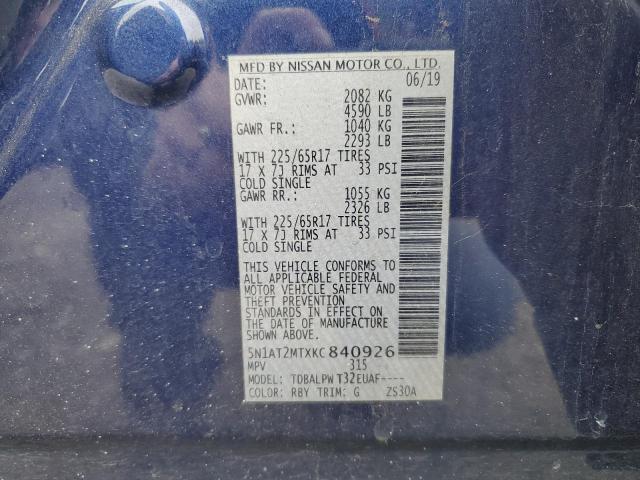 MFD BY NISSAN MOTOR CO., LTD.
DATE: 06/19
GVWR: 2082 KG
4590 LB
GAWR FR.: 1040 KG
2293 LB
WITH 225/65R17 TIRES
17 X 7J RIMS AT 33 PSI
COLD SINGLE
GAWR RR.: 1055 KG
2326 LB
WITH 225/65R17 TIRES
17 X 7J RIMS AT 33 PSI
COLD SINGLE
THIS VEHICLE CONFORMS TO
ALL APPLICABLE FEDERAL
MOTOR VEHICLE SAFETY AND
THEFT PREVENTION
STANDARDS IN EFFECT ON
THE DATE OF MANUFACTURE
SHOWN ABOVE.
5N1AT2MTXKC840926
MPV 315
MODEL: TDBALPWT32EUAF----
COLOR: RBY TRIM: G ZS30A